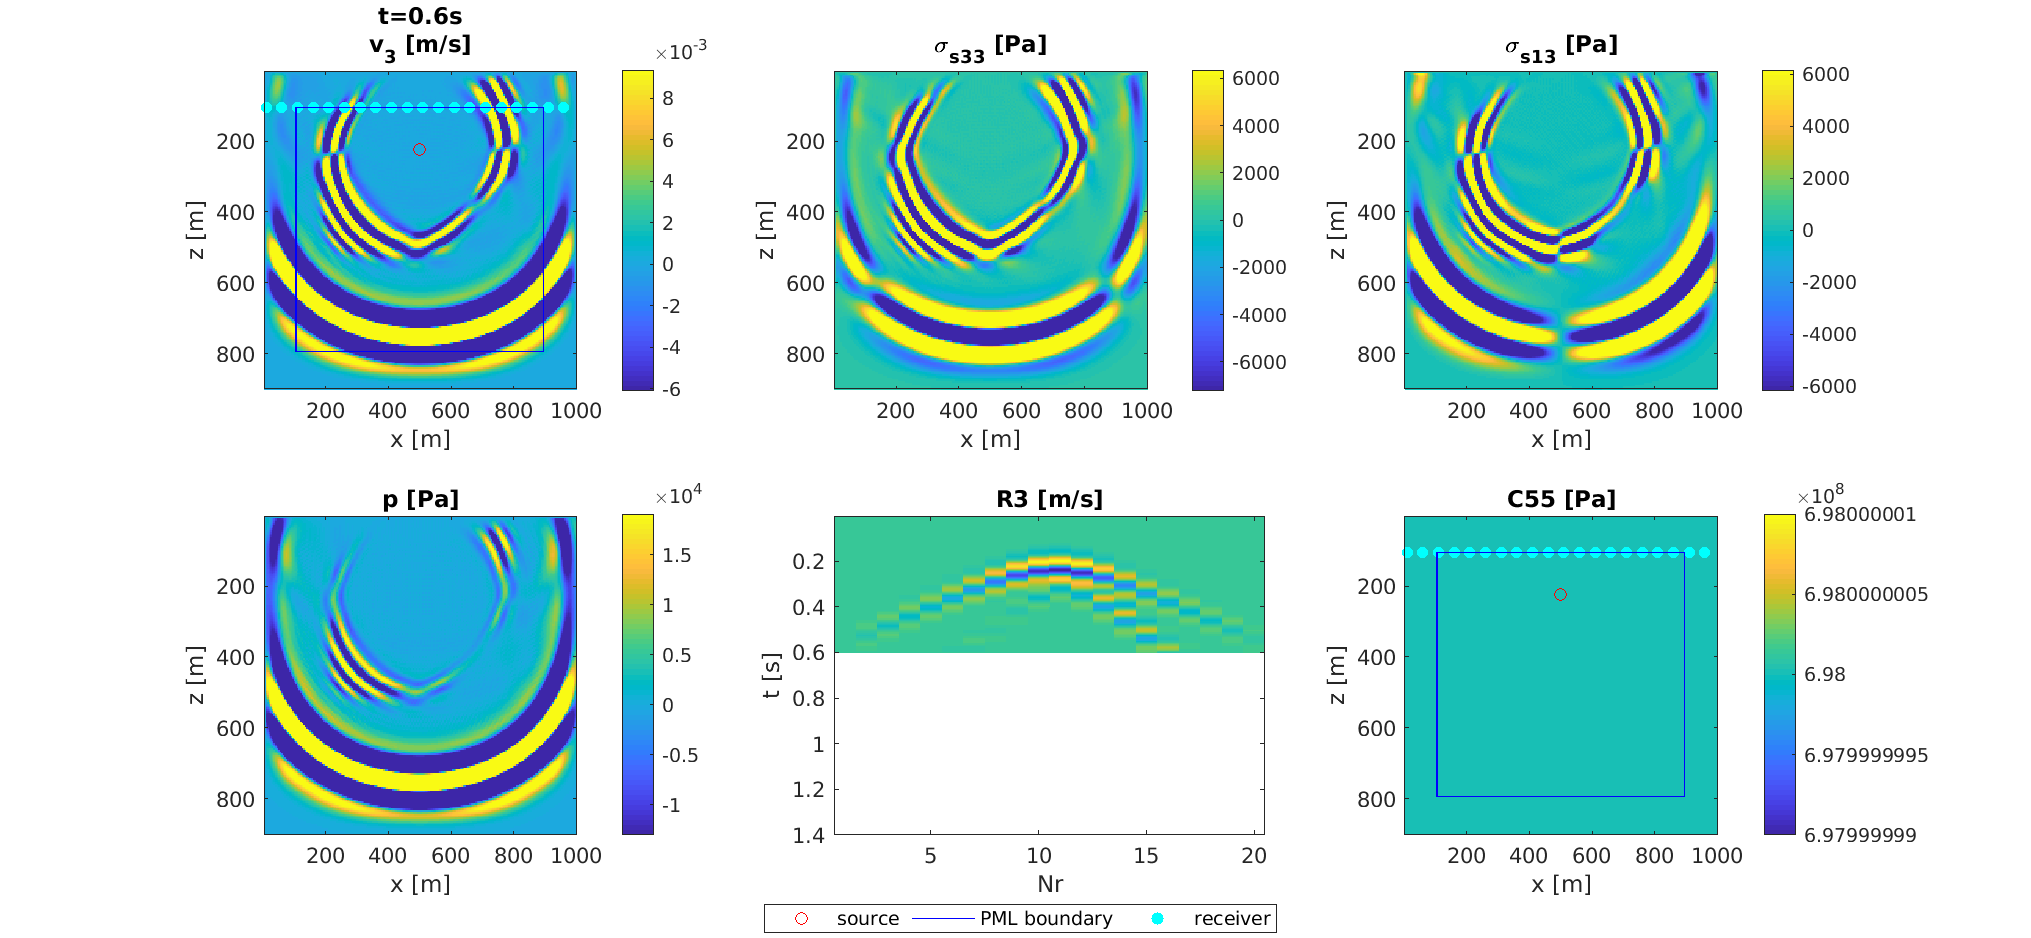 t=0.6s
v3 [m/s]
×10-3
8
6
4
2
0
-2
-4
-6
200
400
600
800
z [m]
200 400 600 800 1000
x [m]
σs33 [Pa]
6000
4000
2000
0
-2000
-4000
-6000
200
400
600
800
z [m]
200 400 600 800 1000
x [m]
σs13 [Pa]
6000
4000
2000
0
-2000
-4000
-6000
200
400
600
800
z [m]
200 400 600 800 1000
x [m]
p [Pa]
×104
1.5
1
0.5
0
-0.5
-1
200
400
600
800
z [m]
200 400 600 800 1000
x [m]
R3 [m/s]
0.2
0.4
0.6
0.8
1
1.2
1.4
t [s]
5 10 15 20
Nr
C55 [Pa]
×108
6.98000001
6.980000005
6.98
6.979999995
6.97999999
200
400
600
800
z [m]
200 400 600 800 1000
x [m]
source PML boundary receiver